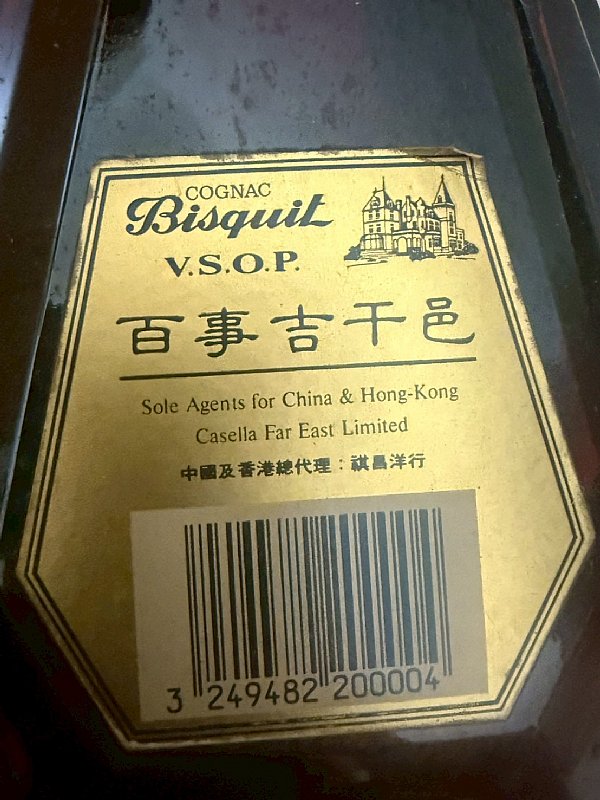 COGNAC
Bisquit
V.S.O.P.
百事吉干邑
Sole Agents for China & Hong-Kong
Casella Far East Limited
中國及香港總代理：祺昌洋行
3 249482 200004